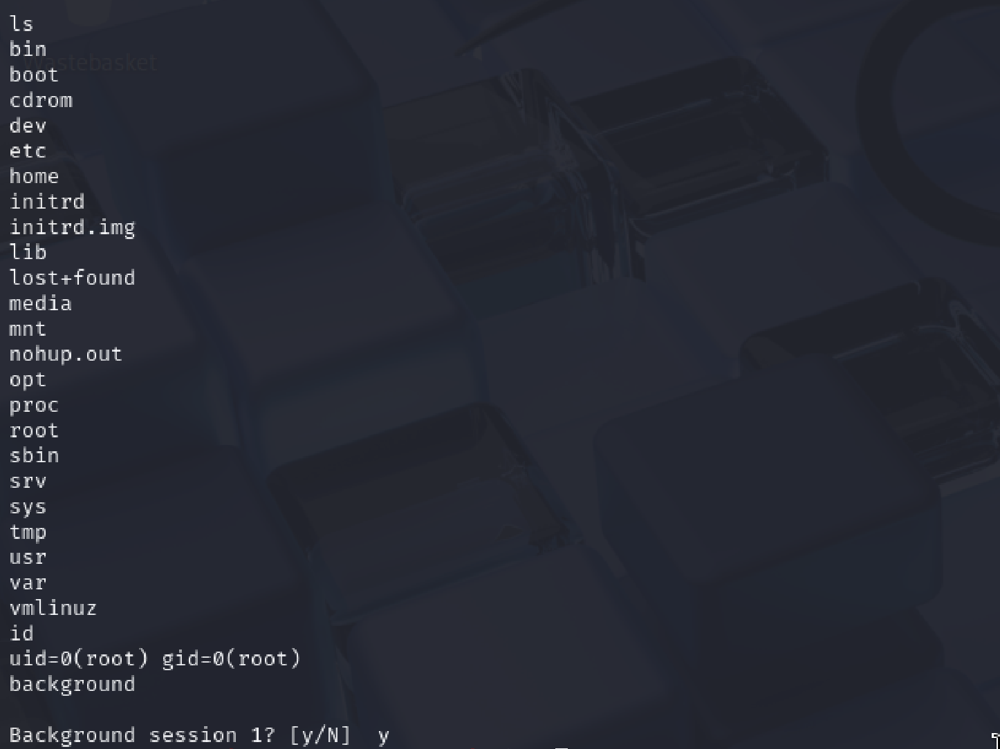 ls
bin
Wastebasket
boot
cdrom
dev
etc
home
initrd
initrd.img
lib
lost+found
media
mnt
nohup.out
opt
proc
root
sbin
srv
sys
tmp
usr
var
vmlinuz
id
uid=0(root) gid=0(root)
background
Background session 1? [y/N]  y